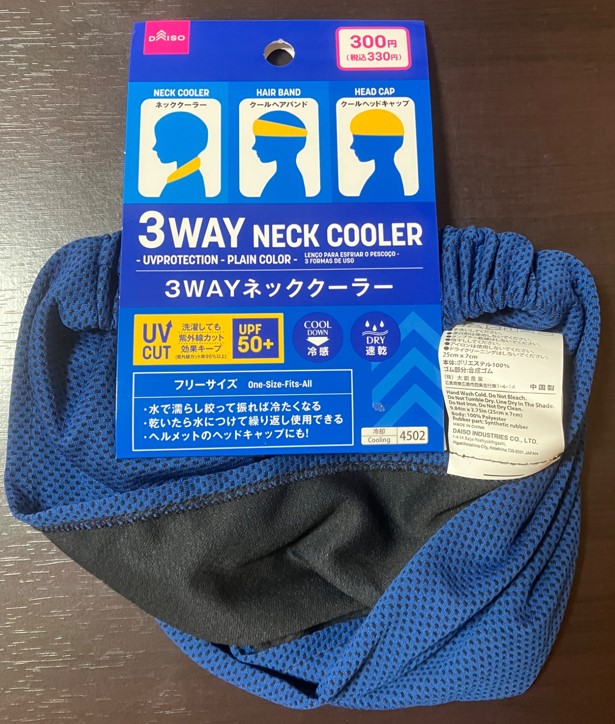 DAISO
300円
(税込330円)
NECK COOLER
ネッククーラー
HAIR BAND
クールヘアバンド
HEAD CAP
クールヘッドキャップ
3WAY NECK COOLER
- UVPROTECTION - PLAIN COLOR -
LENÇO PARA ESFRIAR O PESCOÇO -
3 FORMAS DE USO
3WAYネッククーラー
UV CUT
洗濯しても
紫外線カット
効果キープ
UPF
50+
COOL
DOWN
冷感
DRY
速乾
フリーサイズ One-Size-Fits-All
・水で濡らし絞って振れば冷たくなる
・乾いたら水につけて繰り返し使用できる
・ヘルメットのヘッドキャップにも!
冷却
Cooling
4502
25cm x 7cm
本体:ポリエステル100%
ゴム部分:合成ゴム
中国製
Hand Wash Cold. Do Not Bleach.
Do Not Tumble Dry. Line Dry in The Shade.
Do Not Iron. Do Not Dry Clean.
9.84in x 2.75in (25cm x 7cm)
Body: 100% Polyester
Rubber part: Synthetic rubber
MADE IN CHINA
DAISO INDUSTRIES CO., LTD.